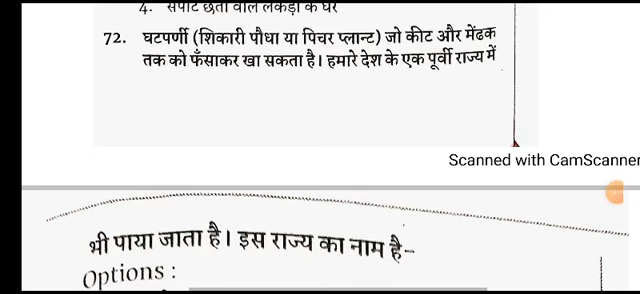 4. सपाट छतों वाले लकड़ी के घर
72. घटपर्णी (शिकारी पौधा या पिचर प्लान्ट) जो कीट और मेंढक
तक को फँसाकर खा सकता है। हमारे देश के एक पूर्वी राज्य में
Scanned with CamScanner
भी पाया जाता है। इस राज्य का नाम है–
Options :